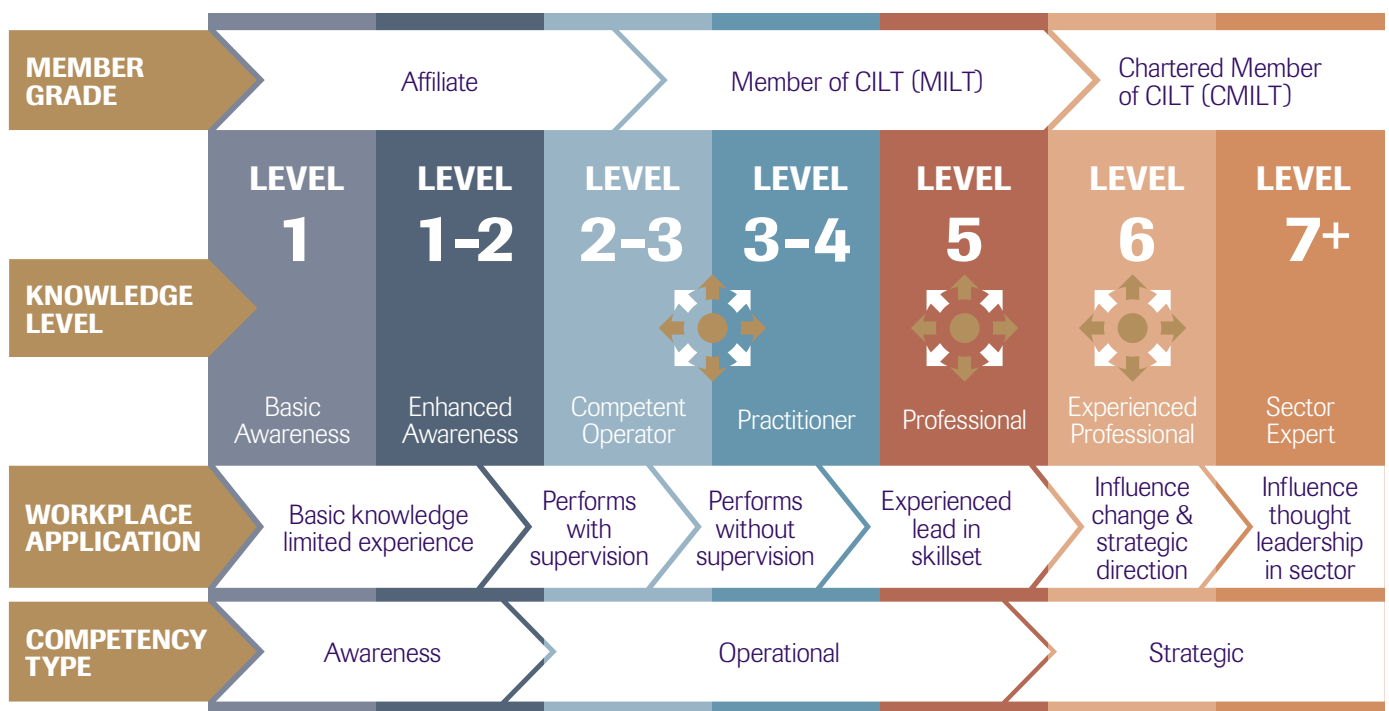 MEMBER
GRADE
Affiliate
Member of CILT (MILT)
Chartered Member
of CILT (CMILT)
LEVEL
1
LEVEL
1–2
LEVEL
2–3
LEVEL
3–4
LEVEL
5
LEVEL
6
LEVEL
7+
KNOWLEDGE
LEVEL
Basic
Awareness
Enhanced
Awareness
Competent
Operator
Practitioner
Professional
Experienced
Professional
Sector
Expert
WORKPLACE
APPLICATION
Basic knowledge
limited experience
Performs
with
supervision
Performs
without
supervision
Experienced
lead in
skillset
Influence
change &
strategic
direction
Influence
thought
leadership
in sector
COMPETENCY
TYPE
Awareness
Operational
Strategic